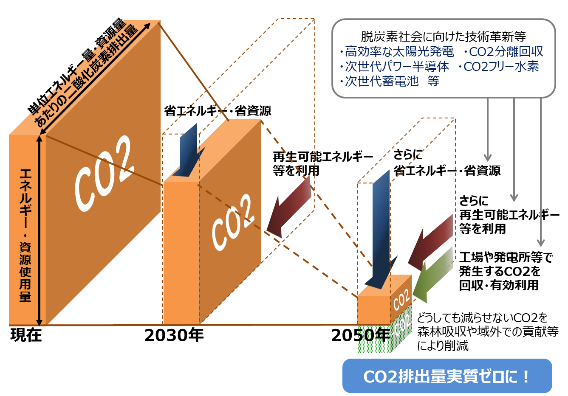 脱炭素社会に向けた技術革新等
・高効率な太陽光発電 ・CO2分離回収
・次世代パワー半導体 ・CO2フリー水素
・次世代蓄電池 等
単位エネルギー量・資源量
あたりの二酸化炭素排出量
エネルギー・資源使用量
CO2
省エネルギー・省資源
再生可能エネルギー
等を利用
CO2
さらに
省エネルギー・省資源
さらに
再生可能エネルギー
等を利用
工場や発電所等で
発生するCO2を
回収・有効利用
CO2
CO2
どうしても減らせないCO2を
森林吸収や域外での貢献等
により削減
現在
2030年
2050年
CO2排出量実質ゼロに！